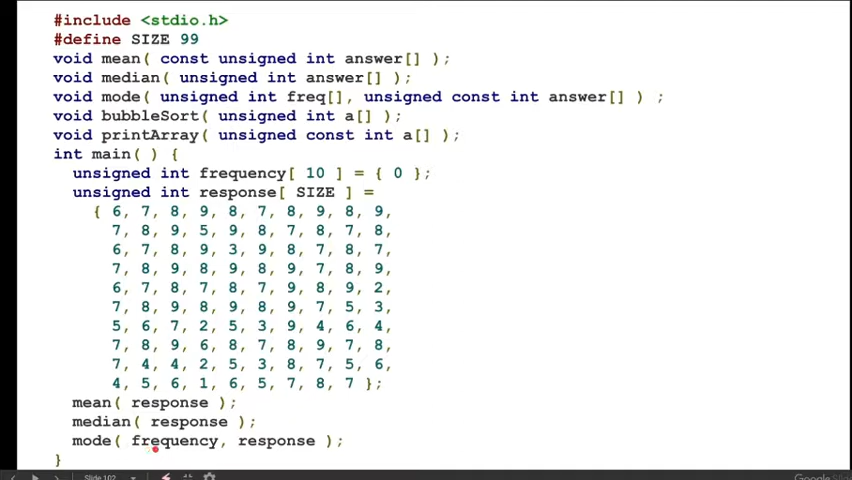 #include <stdio.h>
#define SIZE 99
void mean( const unsigned int answer[] );
void median( unsigned int answer[] );
void mode( unsigned int freq[], unsigned const int answer[] ) ;
void bubbleSort( unsigned int a[] );
void printArray( unsigned const int a[] );
int main( ) {
unsigned int frequency[ 10 ] = { 0 };
unsigned int response[ SIZE ] =
{ 6, 7, 8, 9, 8, 7, 8, 9, 8, 9,
7, 8, 9, 5, 9, 8, 7, 8, 7, 8,
6, 7, 8, 9, 3, 9, 8, 7, 8, 7,
7, 8, 9, 8, 9, 8, 9, 7, 8, 9,
6, 7, 8, 7, 8, 7, 9, 8, 9, 2,
7, 8, 9, 8, 9, 8, 9, 7, 5, 3,
5, 6, 7, 2, 5, 3, 9, 4, 6, 4,
7, 8, 9, 6, 8, 7, 8, 9, 7, 8,
7, 4, 4, 2, 5, 3, 8, 7, 5, 6,
4, 5, 6, 1, 6, 5, 7, 8, 7 };
mean( response );
median( response );
mode( frequency, response );
}
Slide 102